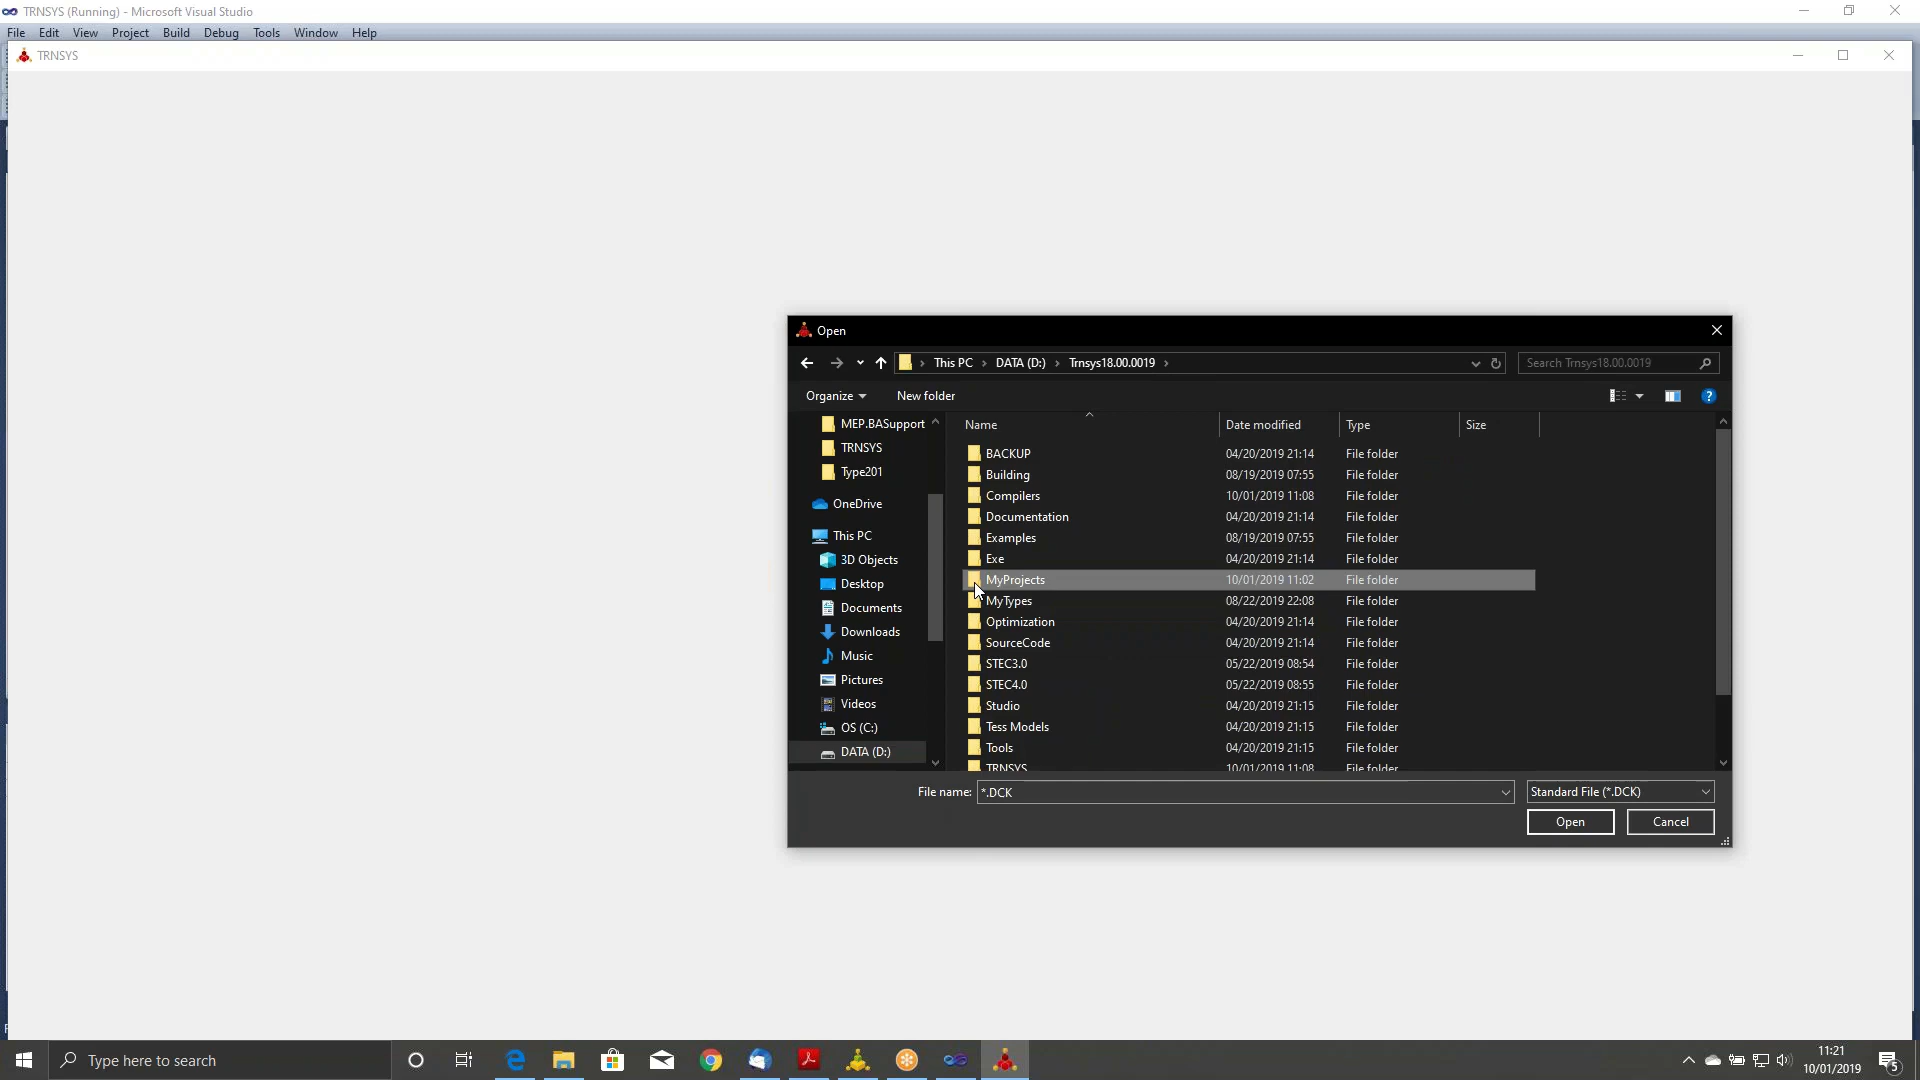 TRNSYS (Running) - Microsoft Visual Studio
File Edit View Project Build Debug Tools Window Help
TRNSYS
Open
This PC DATA (D:) Trnsys18.00.0019
Search Trnsys18.00.0019
Organize New folder
MEP.BASupport
TRNSYS
Type201
OneDrive
This PC
3D Objects
Desktop
Documents
Downloads
Music
Pictures
Videos
OS (C:)
DATA (D:)
Name Date modified Type Size
BACKUP 04/20/2019 21:14 File folder
Building 08/19/2019 07:55 File folder
Compilers 10/01/2019 11:08 File folder
Documentation 04/20/2019 21:14 File folder
Examples 08/19/2019 07:55 File folder
Exe 04/20/2019 21:14 File folder
MyProjects 10/01/2019 11:02 File folder
MyTypes 08/22/2019 22:08 File folder
Optimization 04/20/2019 21:14 File folder
SourceCode 04/20/2019 21:14 File folder
STEC3.0 05/22/2019 08:54 File folder
STEC4.0 05/22/2019 08:55 File folder
Studio 04/20/2019 21:15 File folder
Tess Models 04/20/2019 21:15 File folder
Tools 04/20/2019 21:15 File folder
TRNSYS 10/01/2019 11:08 File folder
File name: *.DCK Standard File (*.DCK)
Open Cancel
Type here to search
11:21
10/01/2019
5